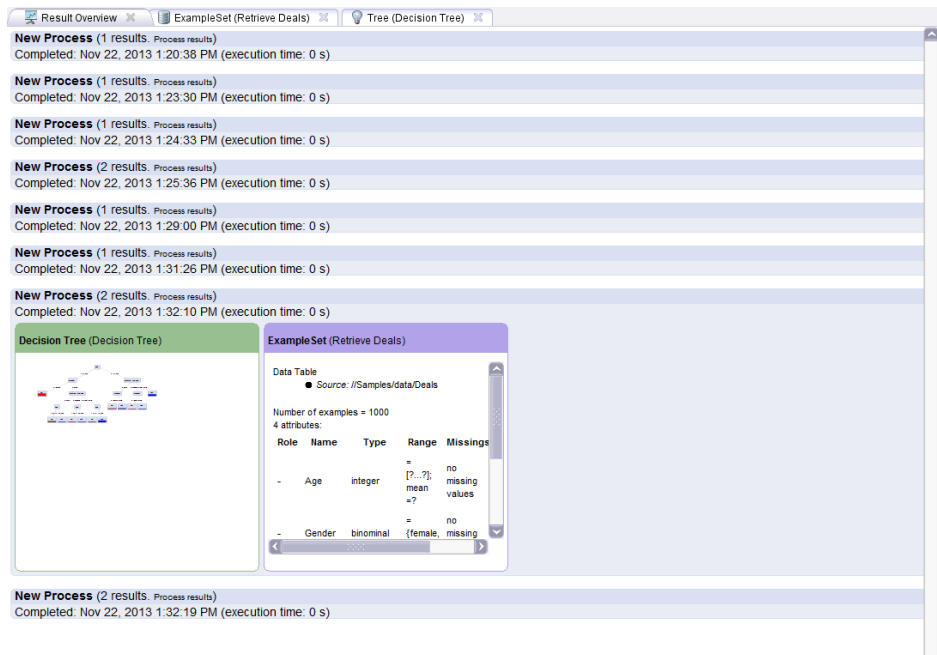 Result Overview ExampleSet (Retrieve Deals) Tree (Decision Tree)
New Process (1 results. Process results)
Completed: Nov 22, 2013 1:20:38 PM (execution time: 0 s)
New Process (1 results. Process results)
Completed: Nov 22, 2013 1:23:30 PM (execution time: 0 s)
New Process (1 results. Process results)
Completed: Nov 22, 2013 1:24:33 PM (execution time: 0 s)
New Process (2 results. Process results)
Completed: Nov 22, 2013 1:25:36 PM (execution time: 0 s)
New Process (1 results. Process results)
Completed: Nov 22, 2013 1:29:00 PM (execution time: 0 s)
New Process (1 results. Process results)
Completed: Nov 22, 2013 1:31:26 PM (execution time: 0 s)
New Process (2 results. Process results)
Completed: Nov 22, 2013 1:32:10 PM (execution time: 0 s)
Decision Tree (Decision Tree)
ExampleSet (Retrieve Deals)
Data Table
● Source: //Samples/data/Deals
Number of examples = 1000
4 attributes:
Role Name Type Range Missings
- Age integer = [?...?]; mean =? no missing values
- Gender binominal = {female, no missing
New Process (2 results. Process results)
Completed: Nov 22, 2013 1:32:19 PM (execution time: 0 s)